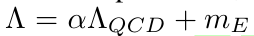 Λ = αΛ_{QCD} + m_E